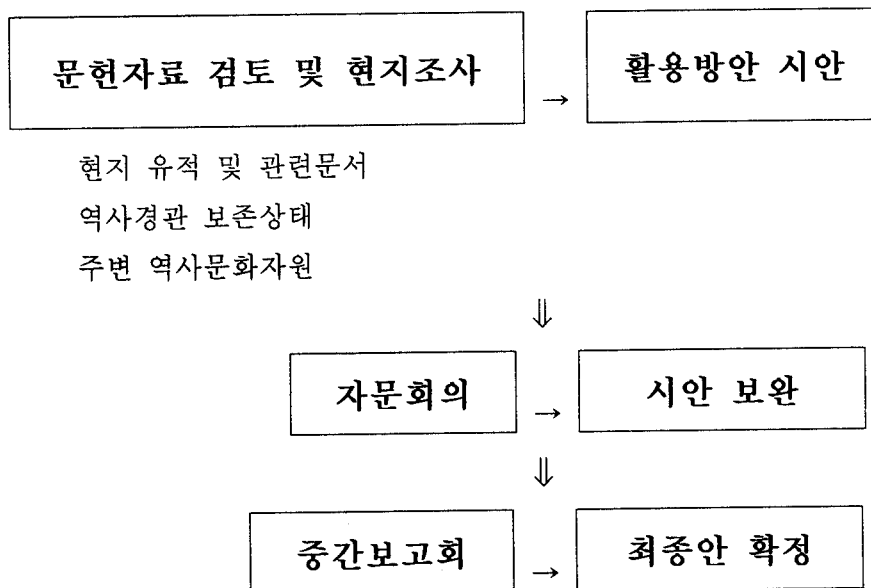 문헌자료 검토 및 현지조사 → 활용방안 시안
현지 유적 및 관련문서
역사경관 보존상태
주변 역사문화자원
⇓
자문회의 → 시안 보완
⇓
중간보고회 → 최종안 확정